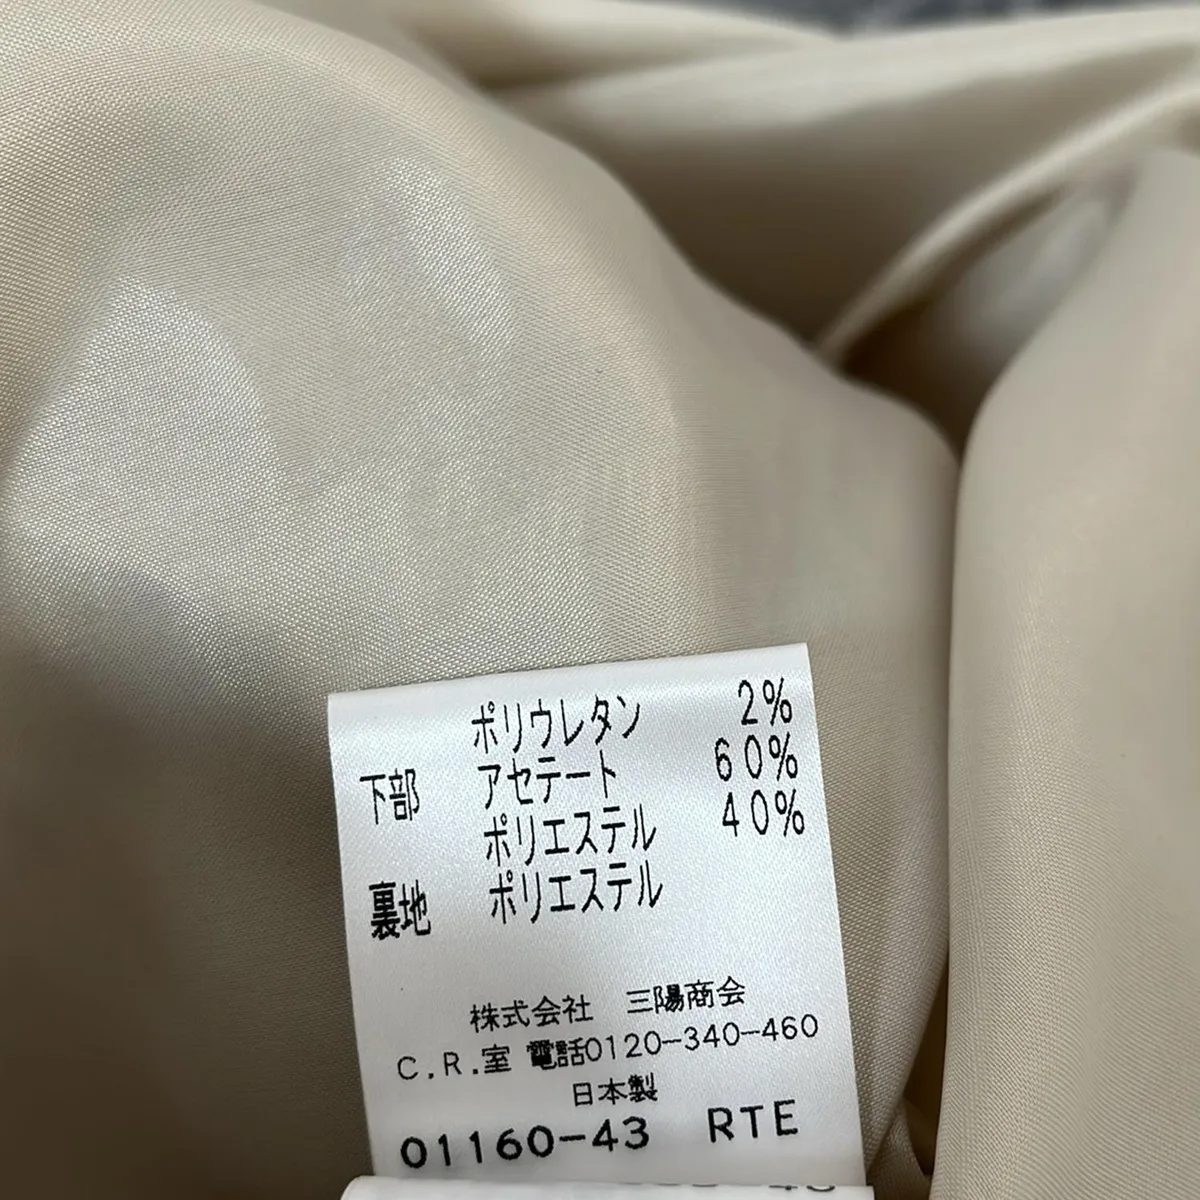 ポリウレタン 2%
下部 アセテート 60%
ポリエステル 40%
裏地 ポリエステル
株式会社 三陽商会
C.R.室 電話0120-340-460
日本製
01160-43 RTE